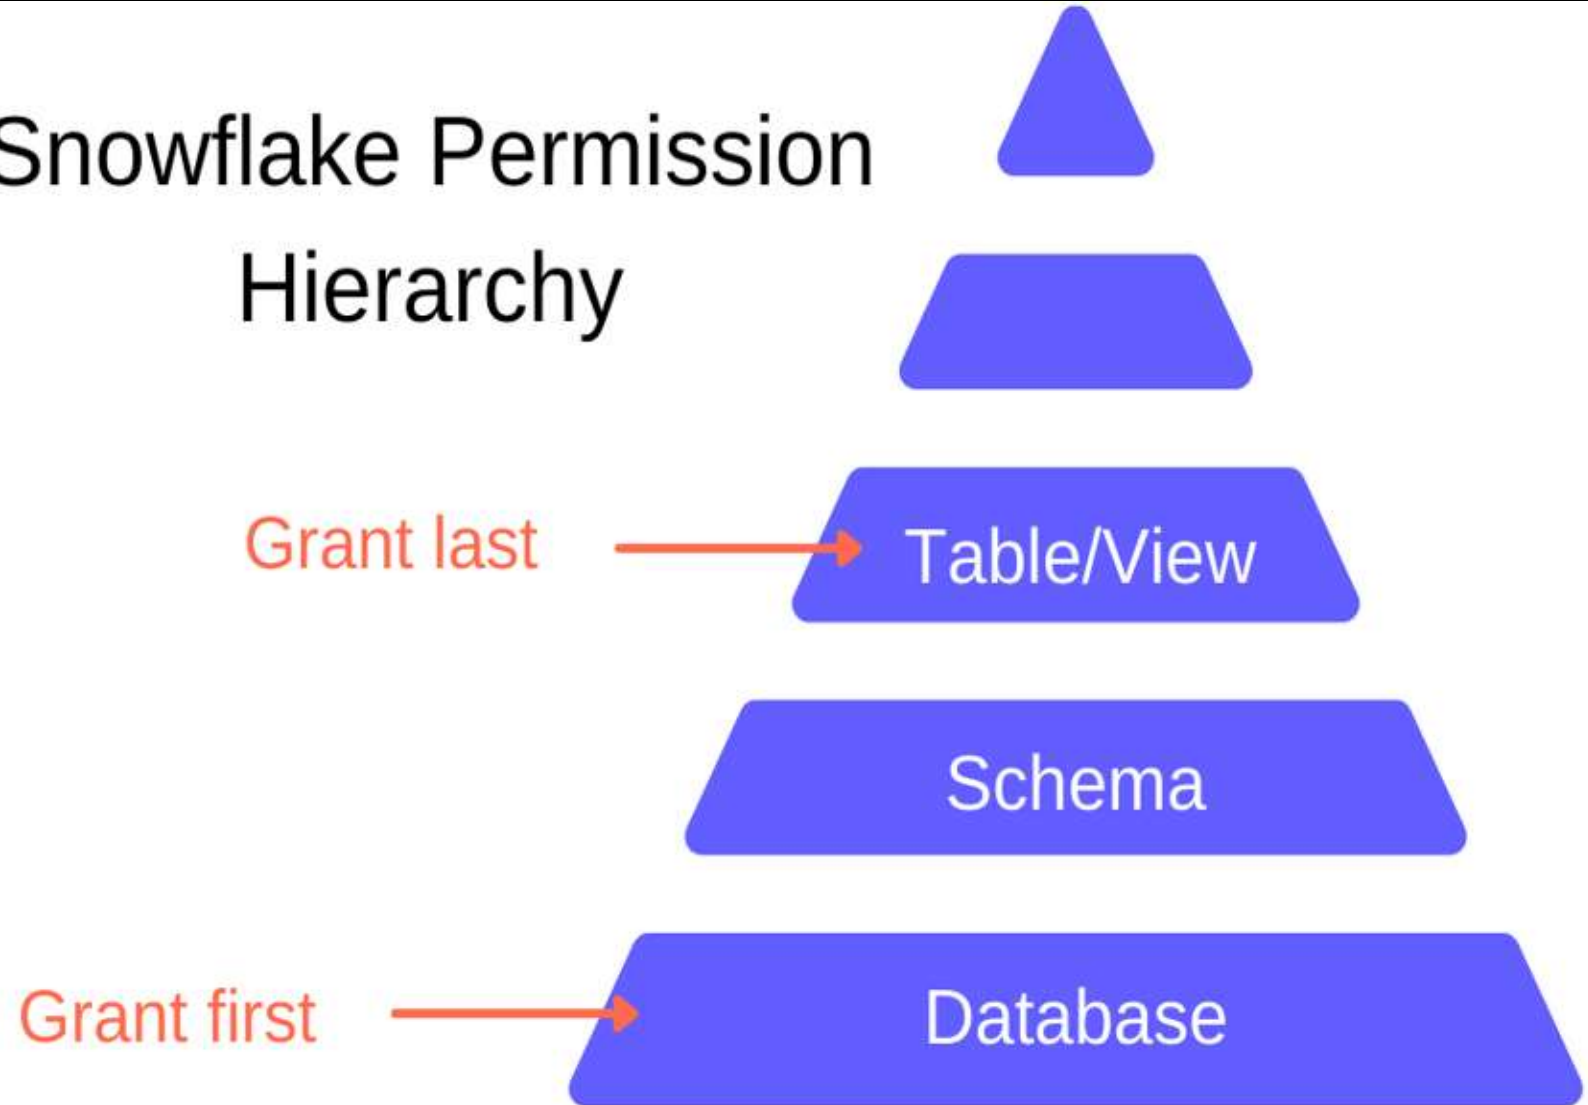 Snowflake Permission
Hierarchy
Grant last
Table/View
Schema
Grant first
Database